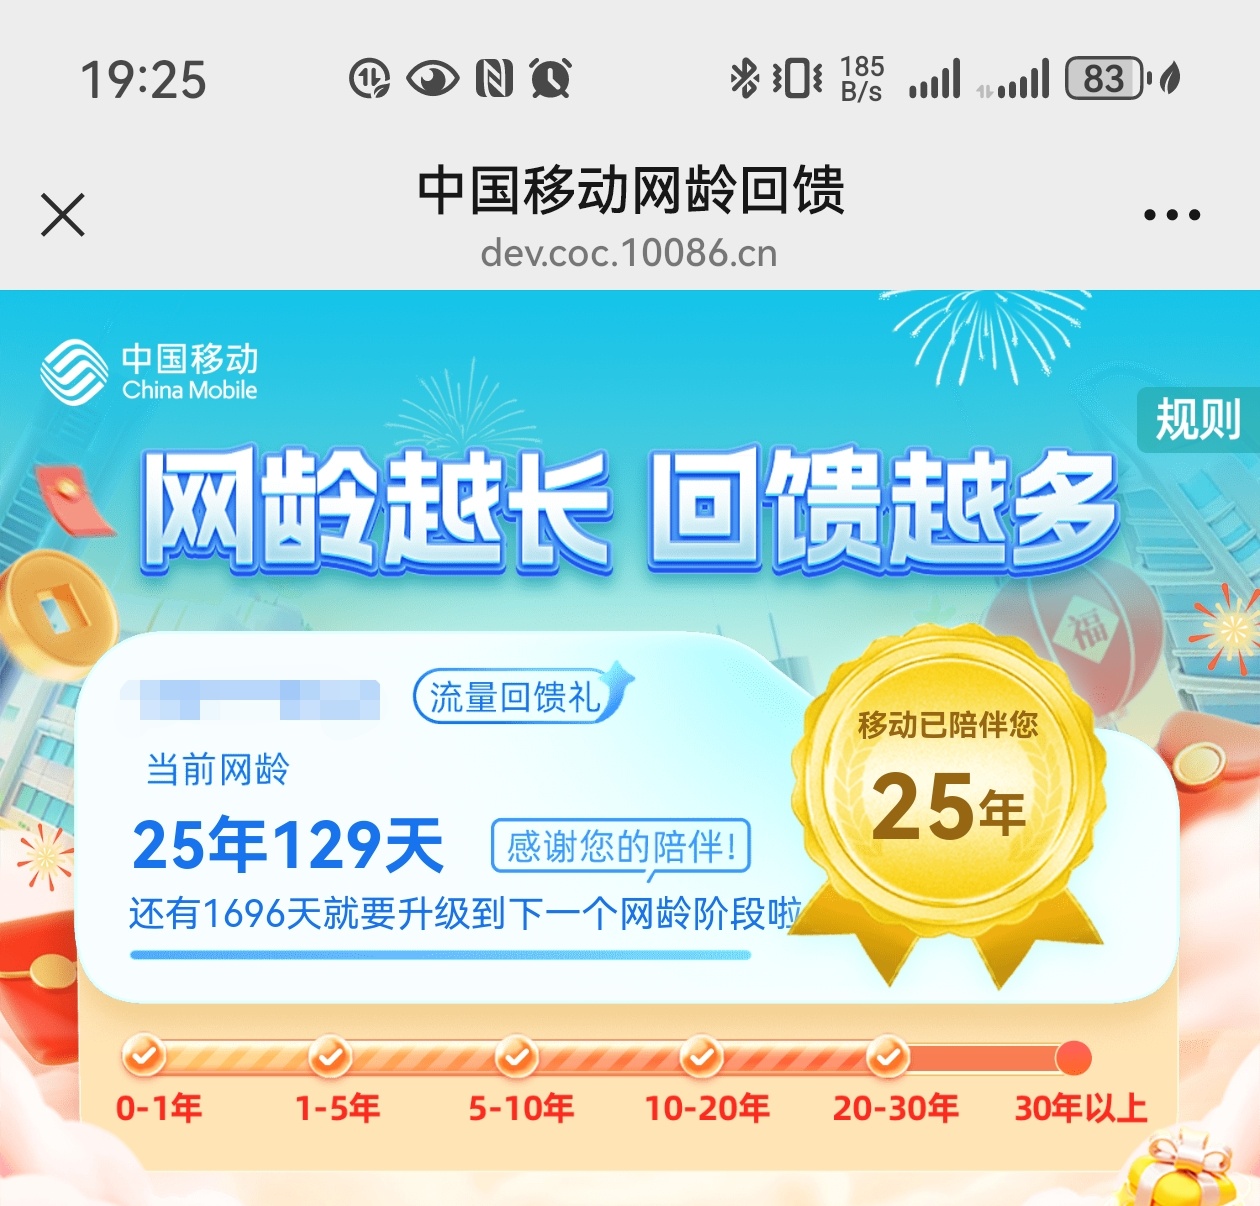 19:25
185
B/s
83
中国移动网龄回馈
dev.coc.10086.cn
中国移动
China Mobile
规则
网龄越长 回馈越多
福
流量回馈礼
移动已陪伴您
25年
当前网龄
25年129天
感谢您的陪伴!
还有1696天就要升级到下一个网龄阶段啦
0-1年
1-5年
5-10年
10-20年
20-30年
30年以上